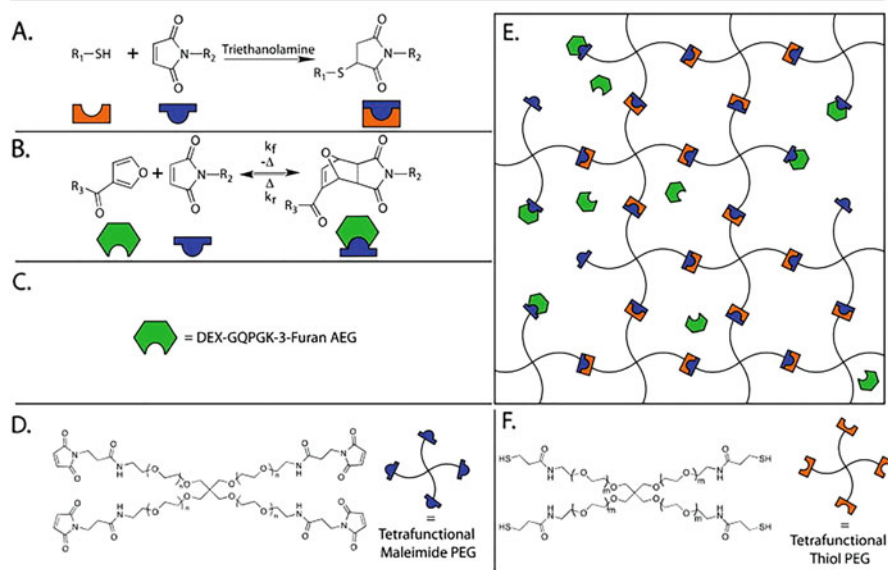 A.
R1-SH + N-R2 Triethanolamine R1 S N-R2
O O O O
B.
R3 O O + O O N-R2 kf -Δ Δ kr O R3 O O O N-R2
C.
= DEX-GQPGK-3-Furan AEG
D.
O O N O N H O O n O O n N H O N O O
O O N O N H O O n O O n N H O N O O
=
Tetrafunctional
Maleimide PEG
E.
F.
HS O N H O O m O O m N H O SH
HS O N H O O m O O m N H O SH
=
Tetrafunctional
Thiol PEG